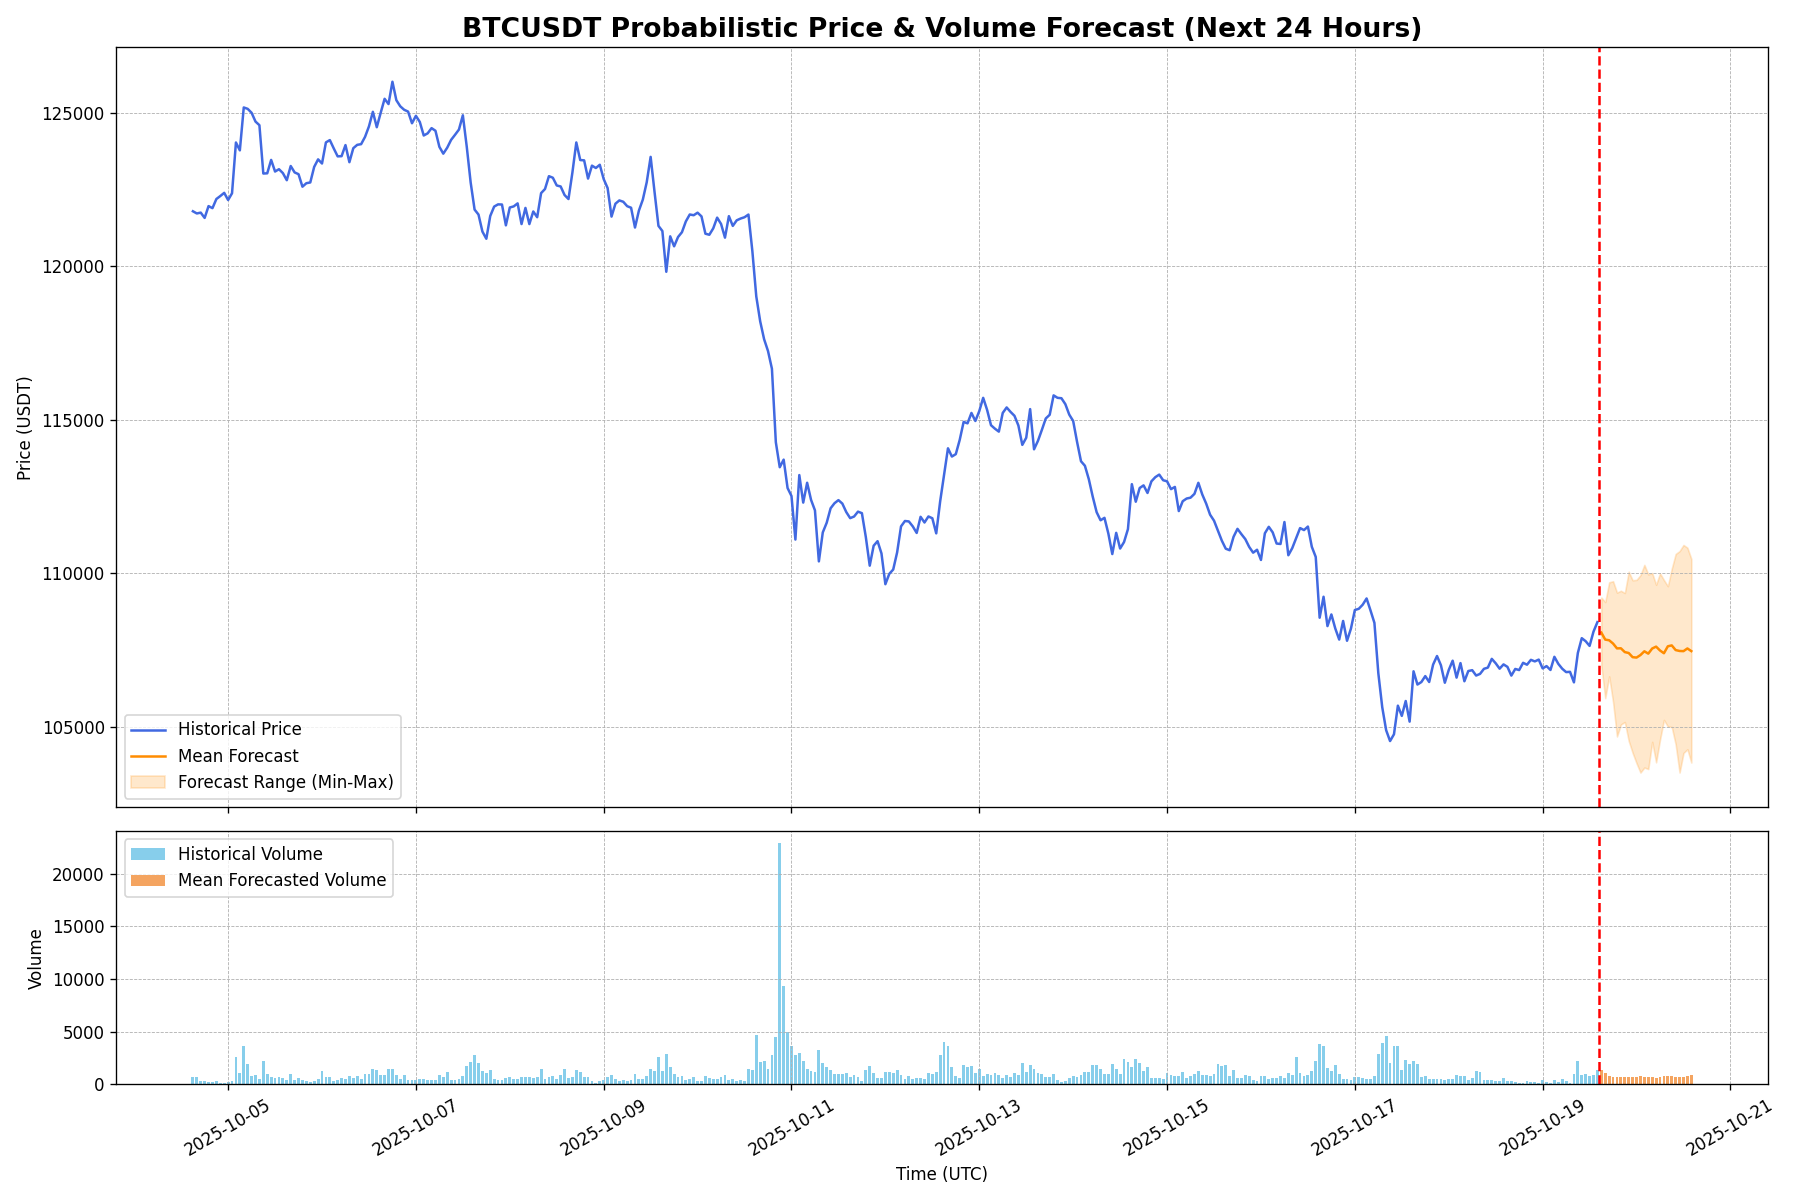 BTCUSDT Probabilistic Price & Volume Forecast (Next 24 Hours)
Price (USDT)
125000
120000
115000
110000
105000
Historical Price
Mean Forecast
Forecast Range (Min-Max)
Volume
20000
15000
10000
5000
0
Historical Volume
Mean Forecasted Volume
2025-10-05
2025-10-07
2025-10-09
2025-10-11
2025-10-13
2025-10-15
2025-10-17
2025-10-19
2025-10-21
Time (UTC)